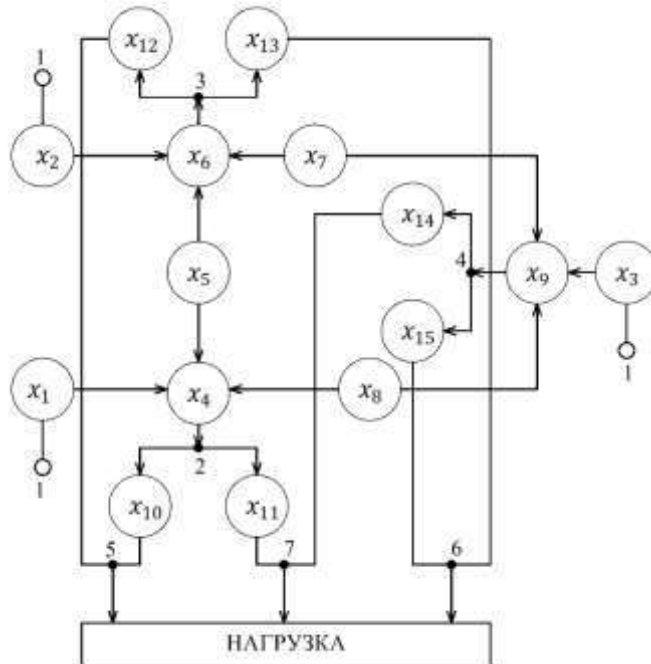 x₁₂ x₁₃
1
3
x₂ x₆ x₇
x₁₄
4
x₅ x₉ x₃
x₁₅
1
x₁ x₄ x₈
2
1
x₁₀ x₁₁
5 7 6
НАГРУЗКА